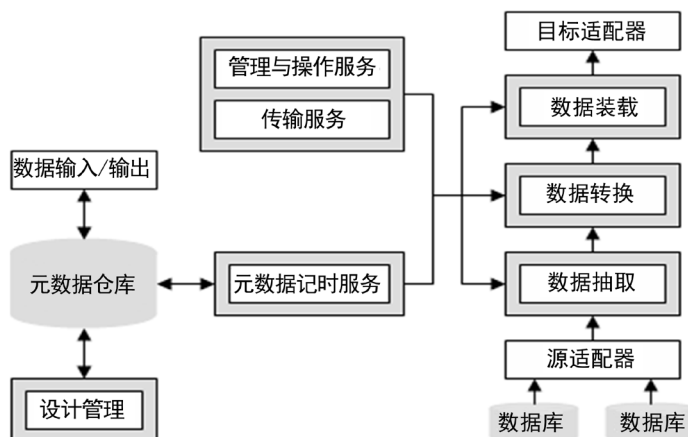 目标适配器
管理与操作服务
传输服务
数据装载
数据输入/输出
数据转换
元数据仓库
元数据记时服务
数据抽取
源适配器
设计管理
数据库
数据库